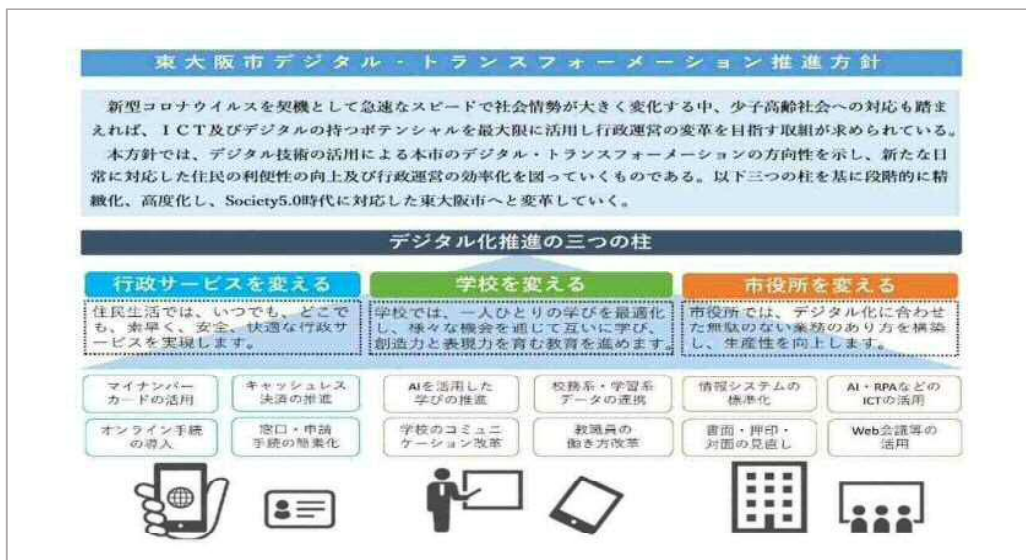 東大阪市デジタル・トランスフォーメーション推進方針
新型コロナウイルスを契機として急速なスピードで社会情勢が大きく変化する中、少子高齢社会への対応も踏ま
えれば、ICT及びデジタルの持つポテンシャルを最大限に活用し行政運営の変革を目指す取組が求められている。
本方針では、デジタル技術の活用による本市のデジタル・トランスフォーメーションの方向性を示し、新たな日
常に対応した住民の利便性の向上及び行政運営の効率化を図っていくものである。以下三つの柱を基に段階的に精
緻化、高度化し、Society5.0時代に対応した東大阪市へと変革していく。
デジタル化推進の三つの柱
行政サービスを変える
住民生活では、いつでも、どこで
も、素早く、安全、快適な行政サ
ービスを実現します。
マイナンバー
カードの活用
キャッシュレス
決済の推進
オンライン手続
の導入
窓口・申請
手続の簡素化
学校を変える
学校では、一人ひとりの学びを最適化
し、様々な機会を通じて互いに学び、
創造力と表現力を育む教育を進めます。
AIを活用した
学びの推進
校務系・学習系
データの連携
学校のコミュニ
ケーション改革
教職員の
働き方改革
市役所を変える
市役所では、デジタル化に合わせ
た無駄のない業務のあり方を構築
し、生産性を向上します。
情報システムの
標準化
AI・RPAなどの
ICTの活用
書面・押印・
対面の見直し
Web会議等の
活用